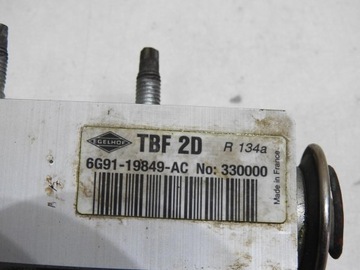 EGELHOF
TBF 2D R 134a
6G91-19849-AC No: 330000
Made in France